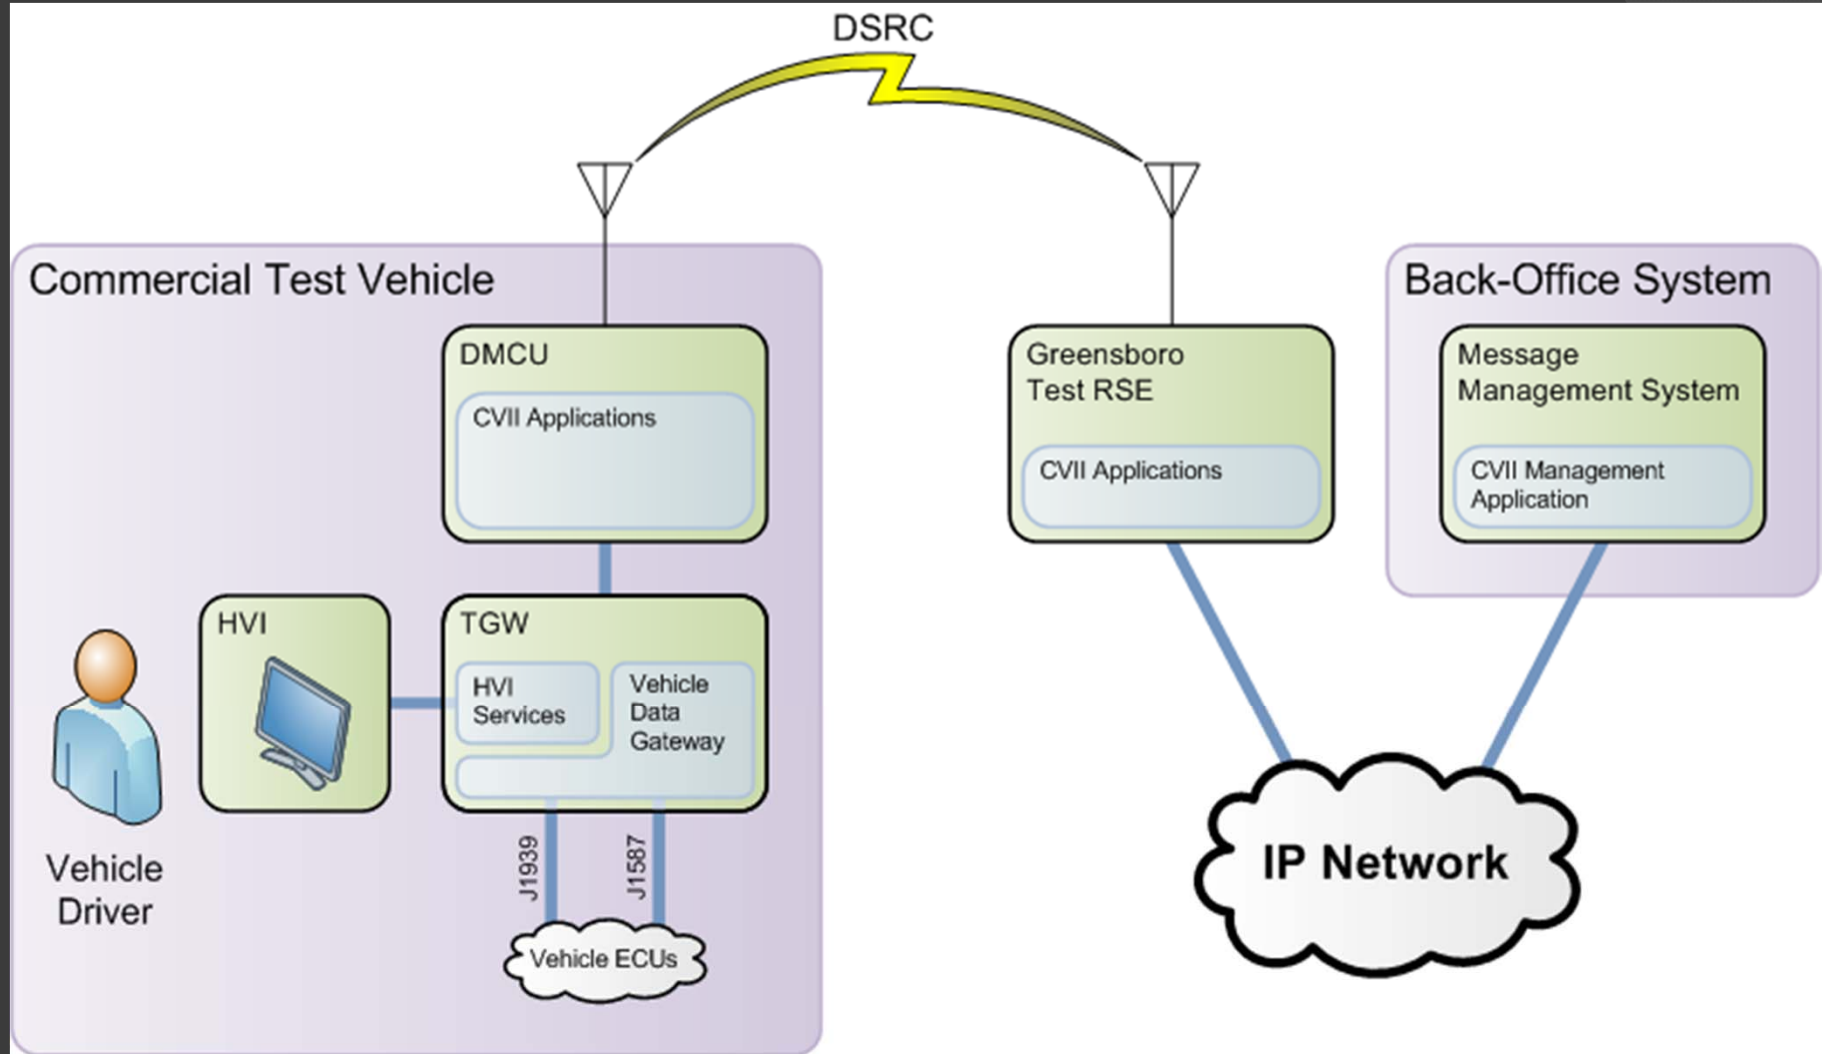 DSRC
Commercial Test Vehicle
DMCU
CVII Applications
HVI
TGW
HVI
Services
Vehicle
Data
Gateway
J1939
J1587
Vehicle ECUs
Vehicle
Driver
Greensboro
Test RSE
CVII Applications
Back-Office System
Message
Management System
CVII Management
Application
IP Network